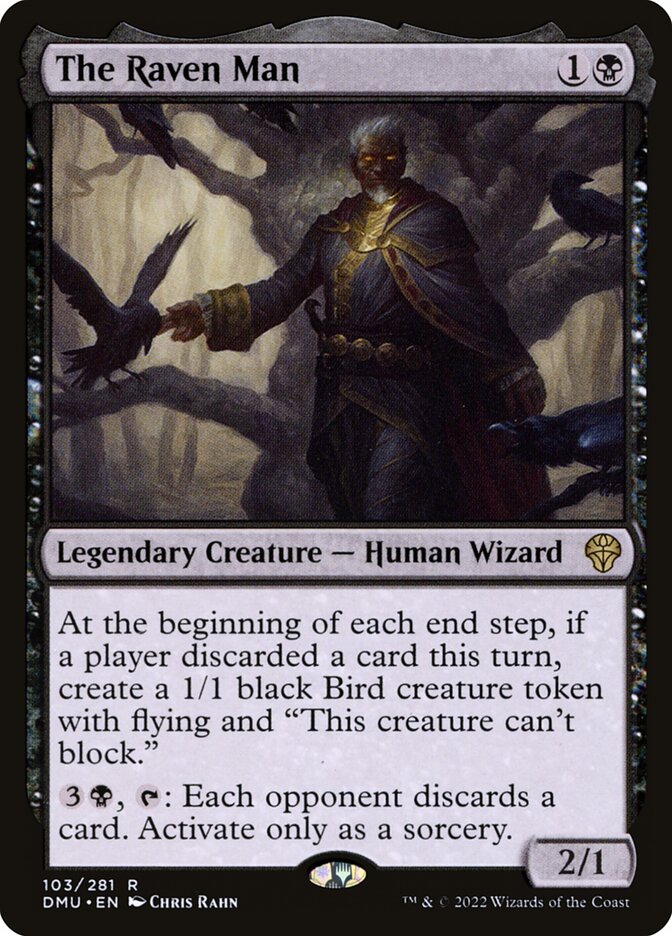 The Raven Man 1
Legendary Creature — Human Wizard
At the beginning of each end step, if
a player discarded a card this turn,
create a 1/1 black Bird creature token
with flying and “This creature can't
block.”
3 , : Each opponent discards a
card. Activate only as a sorcery.
2/1
103/281 R
DMU • EN Chris Rahn
™ & © 2022 Wizards of the Coast